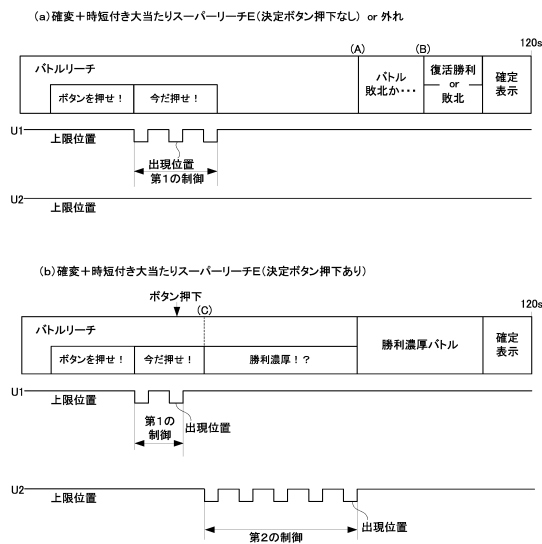 (a)確変＋時短付き大当たりスーパーリーチE(決定ボタン押下なし) or 外れ
(A)
(B)
120s
バトルリーチ
ボタンを押せ！
今だ押せ！
バトル
敗北か・・・
復活勝利
or
敗北
確定
表示
U1
上限位置
出現位置
第1の制御
U2
上限位置
(b)確変＋時短付き大当たりスーパーリーチE(決定ボタン押下あり)
ボタン押下
(C)
120s
バトルリーチ
ボタンを押せ！
今だ押せ！
勝利濃厚！？
勝利濃厚バトル
確定
表示
U1
上限位置
第1の
制御
出現位置
U2
上限位置
出現位置
第2の制御